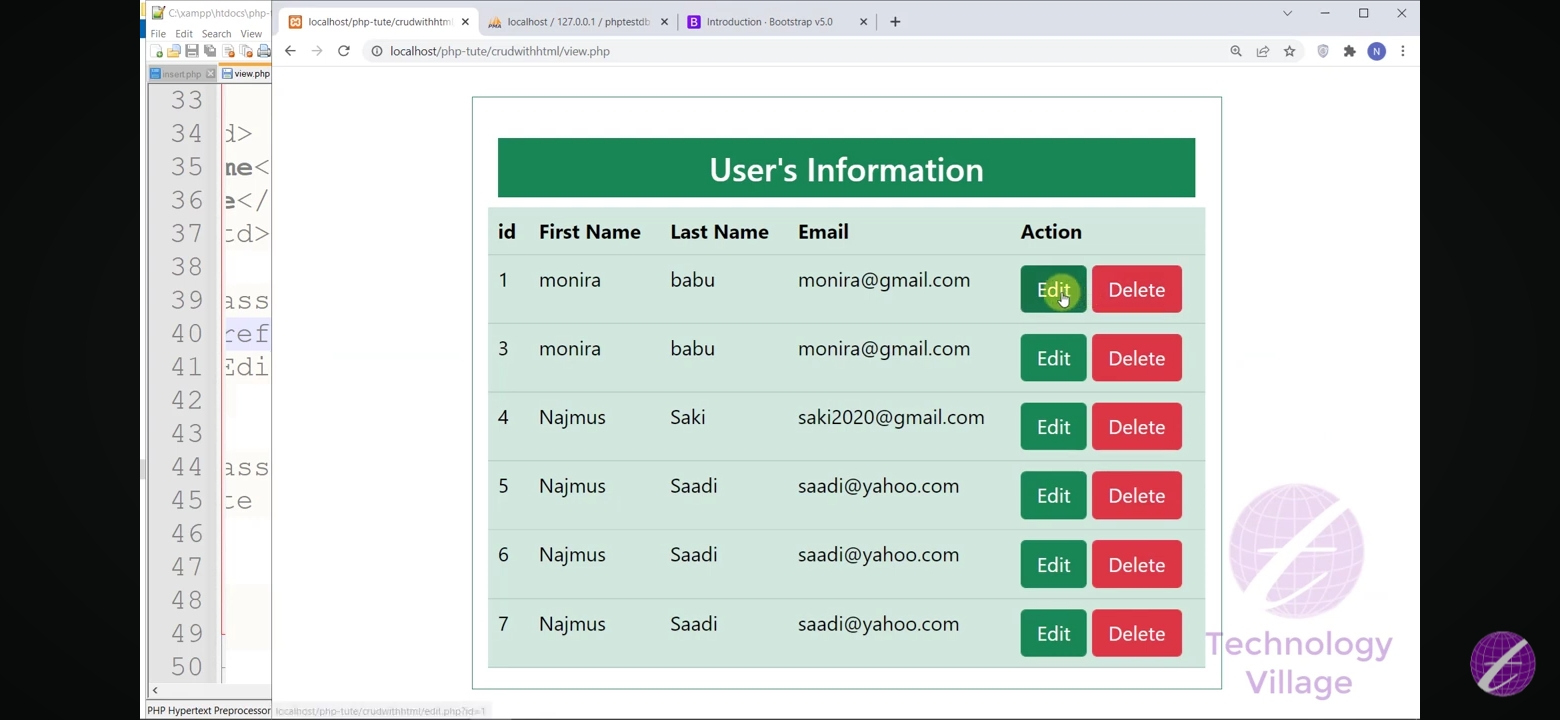 C:\xampp\htdocs\php-
File Edit Search View
insert.php
view.php
33
34 d>
35 me<
36 e</
37 td>
38
39 ass
40 ref
41 Edi
42
43
44 ass
45 te
46
47
48
49
50
PHP Hypertext Preprocessor
localhost/php-tute/crudwithhtml
localhost / 127.0.0.1 / phptestdb
Introduction · Bootstrap v5.0
localhost/php-tute/crudwithhtml/view.php
N
User's Information
id First Name Last Name Email Action
1 monira babu monira@gmail.com Edit Delete
3 monira babu monira@gmail.com Edit Delete
4 Najmus Saki saki2020@gmail.com Edit Delete
5 Najmus Saadi saadi@yahoo.com Edit Delete
6 Najmus Saadi saadi@yahoo.com Edit Delete
7 Najmus Saadi saadi@yahoo.com Edit Delete
localhost/php-tute/crudwithhtml/edit.php?id=1
Technology
Village